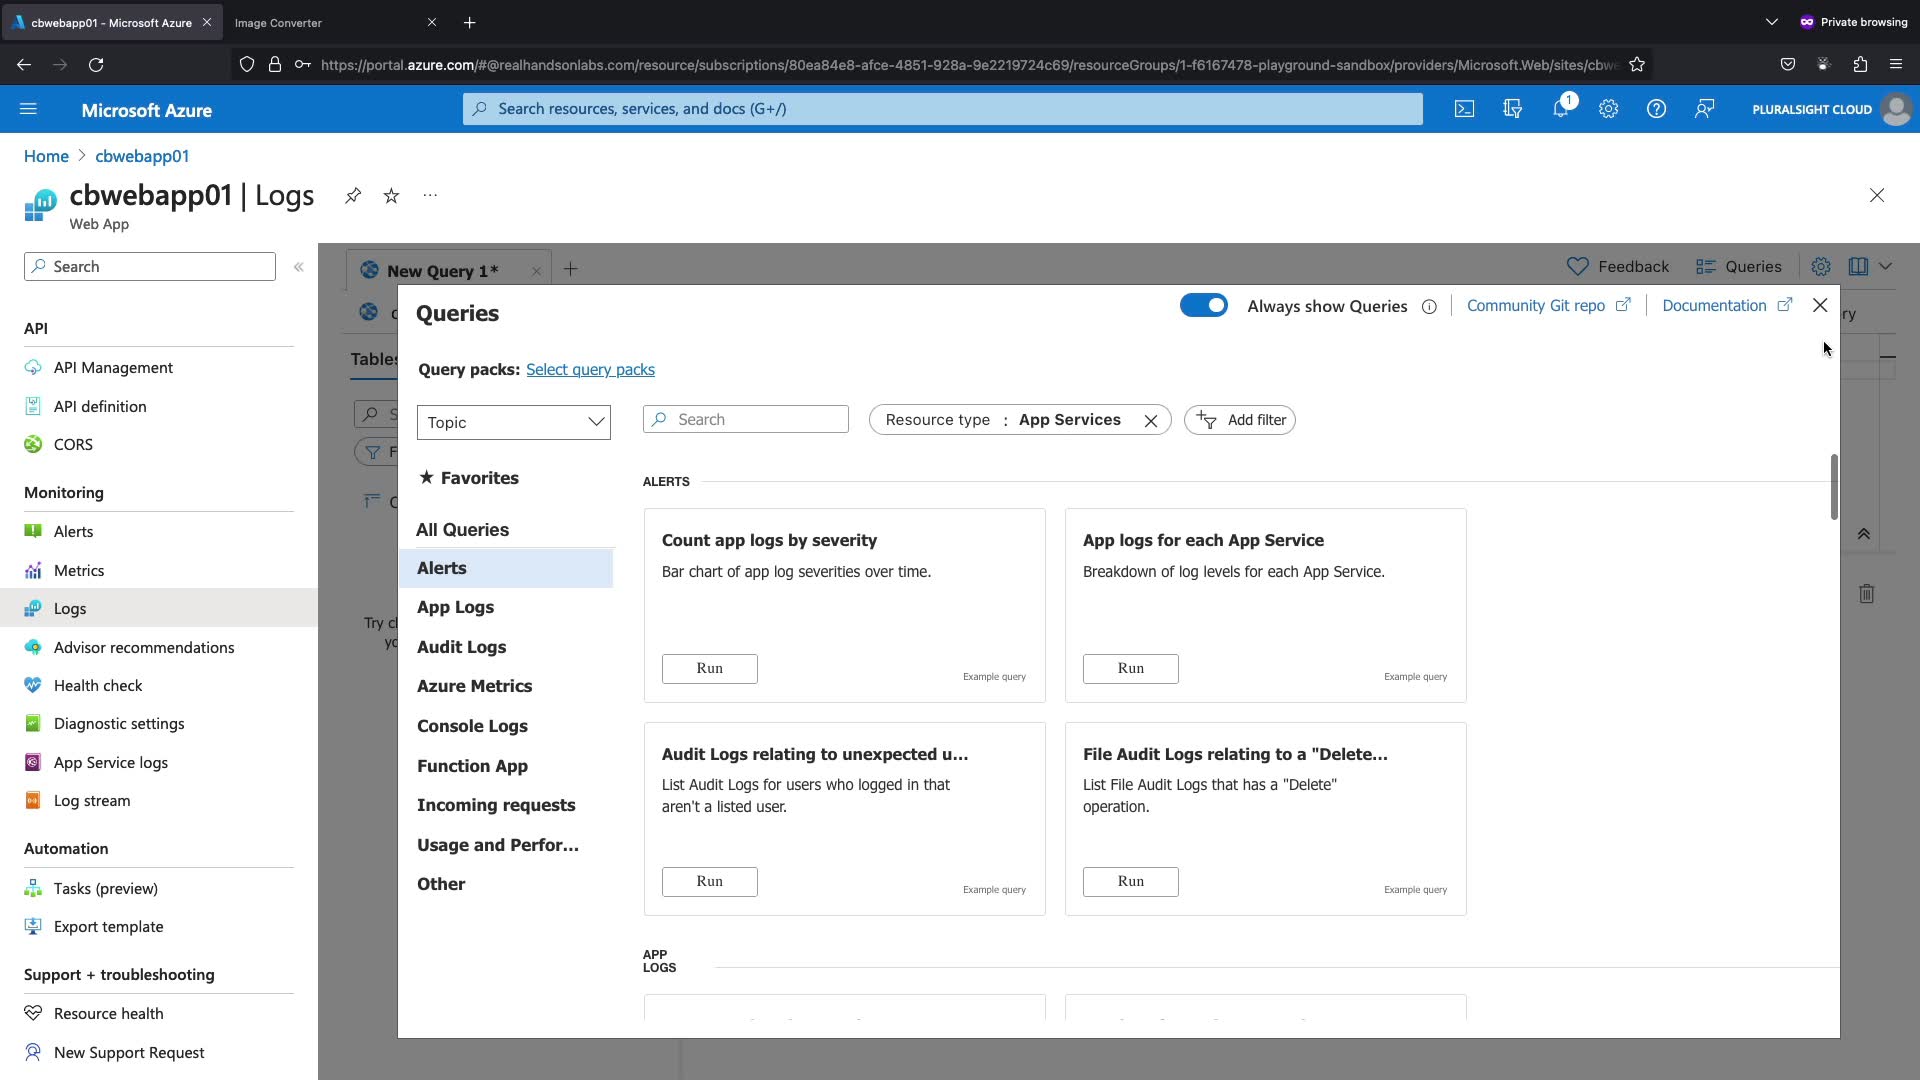 cbwebapp01 - Microsoft Azure
Image Converter
Private browsing
https://portal.azure.com/#@realhandsonlabs.com/resource/subscriptions/80ea84e8-afce-4851-928a-9e2219724c69/resourceGroups/1-f6167478-playground-sandbox/providers/Microsoft.Web/sites/cbwe
Microsoft Azure
Search resources, services, and docs (G+/)
1
PLURALSIGHT CLOUD
Home > cbwebapp01
cbwebapp01 | Logs
Web App
Search
New Query 1*
Feedback
Queries
Queries
Always show Queries
Community Git repo
Documentation
ry
Tables
Query packs: Select query packs
Topic
Search
Resource type : App Services
Add filter
API
API Management
API definition
CORS
Monitoring
Alerts
Metrics
Logs
Advisor recommendations
Health check
Diagnostic settings
App Service logs
Log stream
Automation
Tasks (preview)
Export template
Support + troubleshooting
Resource health
New Support Request
Try cl
yo
★ Favorites
All Queries
Alerts
App Logs
Audit Logs
Azure Metrics
Console Logs
Function App
Incoming requests
Usage and Perfor...
Other
ALERTS
Count app logs by severity
Bar chart of app log severities over time.
Run
Example query
App logs for each App Service
Breakdown of log levels for each App Service.
Run
Example query
Audit Logs relating to unexpected u...
List Audit Logs for users who logged in that
aren't a listed user.
Run
Example query
File Audit Logs relating to a "Delete...
List File Audit Logs that has a "Delete"
operation.
Run
Example query
APP
LOGS